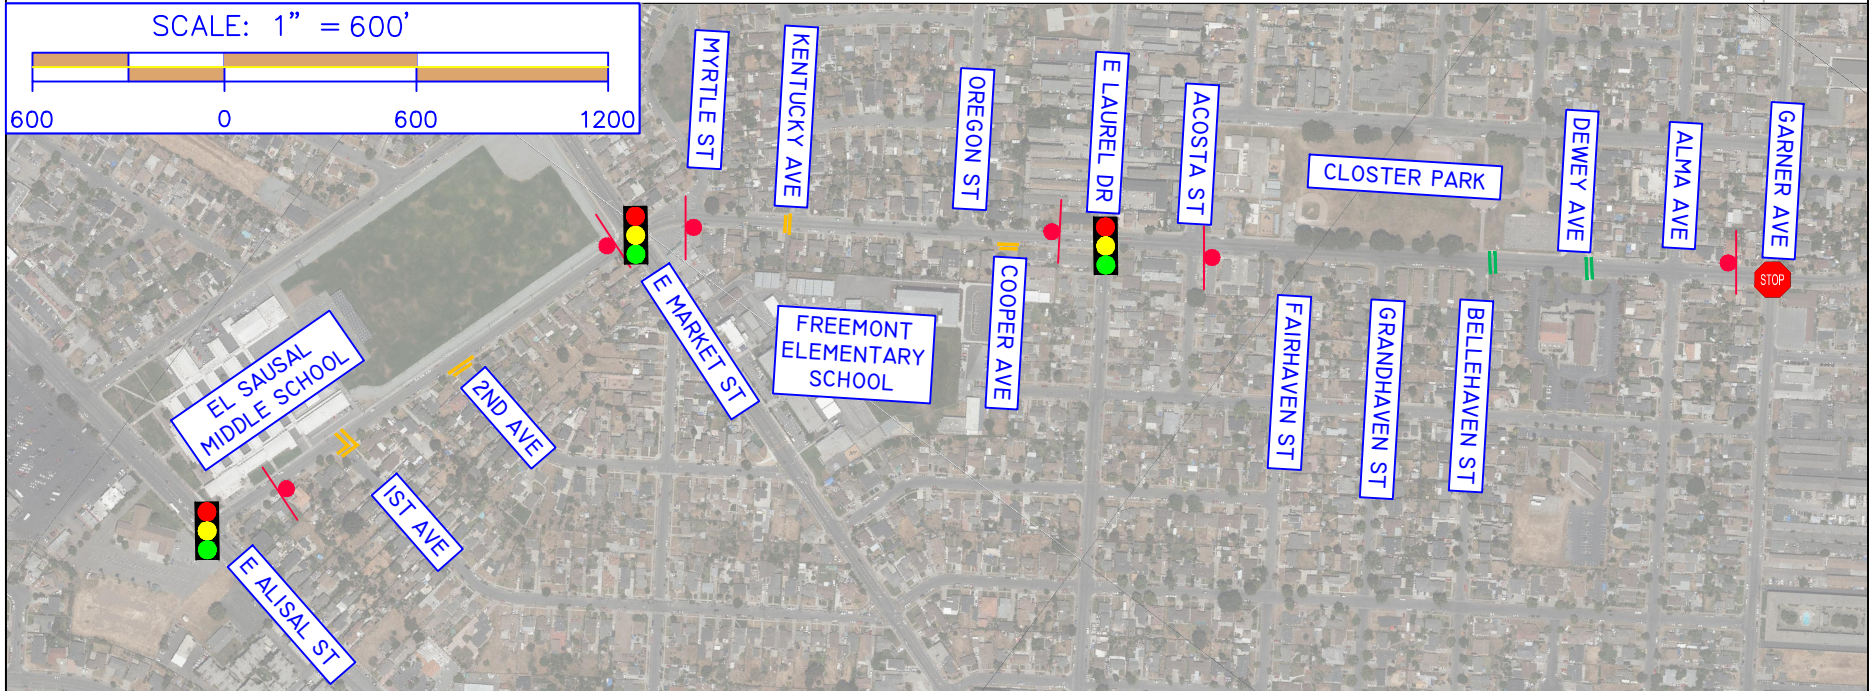 SCALE: 1” = 600’
600 0 600 1200
MYRTLE ST
KENTUCKY AVE
OREGON ST
E LAUREL DR
ACOSTA ST
CLOSTER PARK
DEWEY AVE
ALMA AVE
GARNER AVE
STOP
E MARKET ST
FREEMONT
ELEMENTARY
SCHOOL
COOPER AVE
FAIRHAVEN ST
GRANDHAVEN ST
BELLEHAVEN ST
EL SAUSAL
MIDDLE SCHOOL
2ND AVE
1ST AVE
E ALISAL ST